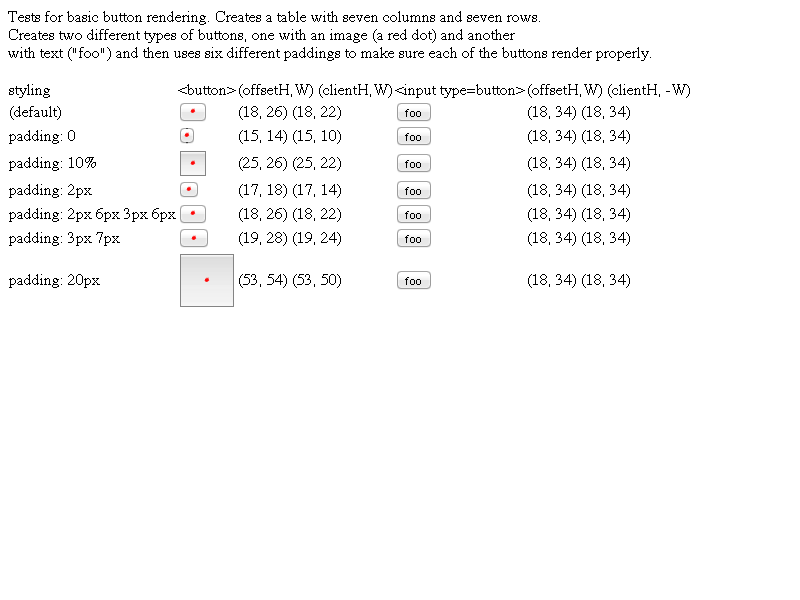 Tests for basic button rendering. Creates a table with seven columns and seven rows.
Creates two different types of buttons, one with an image (a red dot) and another
with text ("foo") and then uses six different paddings to make sure each of the buttons render properly.
styling <button> (offsetH, W) (clientH, W) <input type=button> (offsetH, W) (clientH, -W)
(default) (18, 26) (18, 22) foo (18, 34) (18, 34)
padding: 0 (15, 14) (15, 10) foo (18, 34) (18, 34)
padding: 10% (25, 26) (25, 22) foo (18, 34) (18, 34)
padding: 2px (17, 18) (17, 14) foo (18, 34) (18, 34)
padding: 2px 6px 3px 6px (18, 26) (18, 22) foo (18, 34) (18, 34)
padding: 3px 7px (19, 28) (19, 24) foo (18, 34) (18, 34)
padding: 20px (53, 54) (53, 50) foo (18, 34) (18, 34)